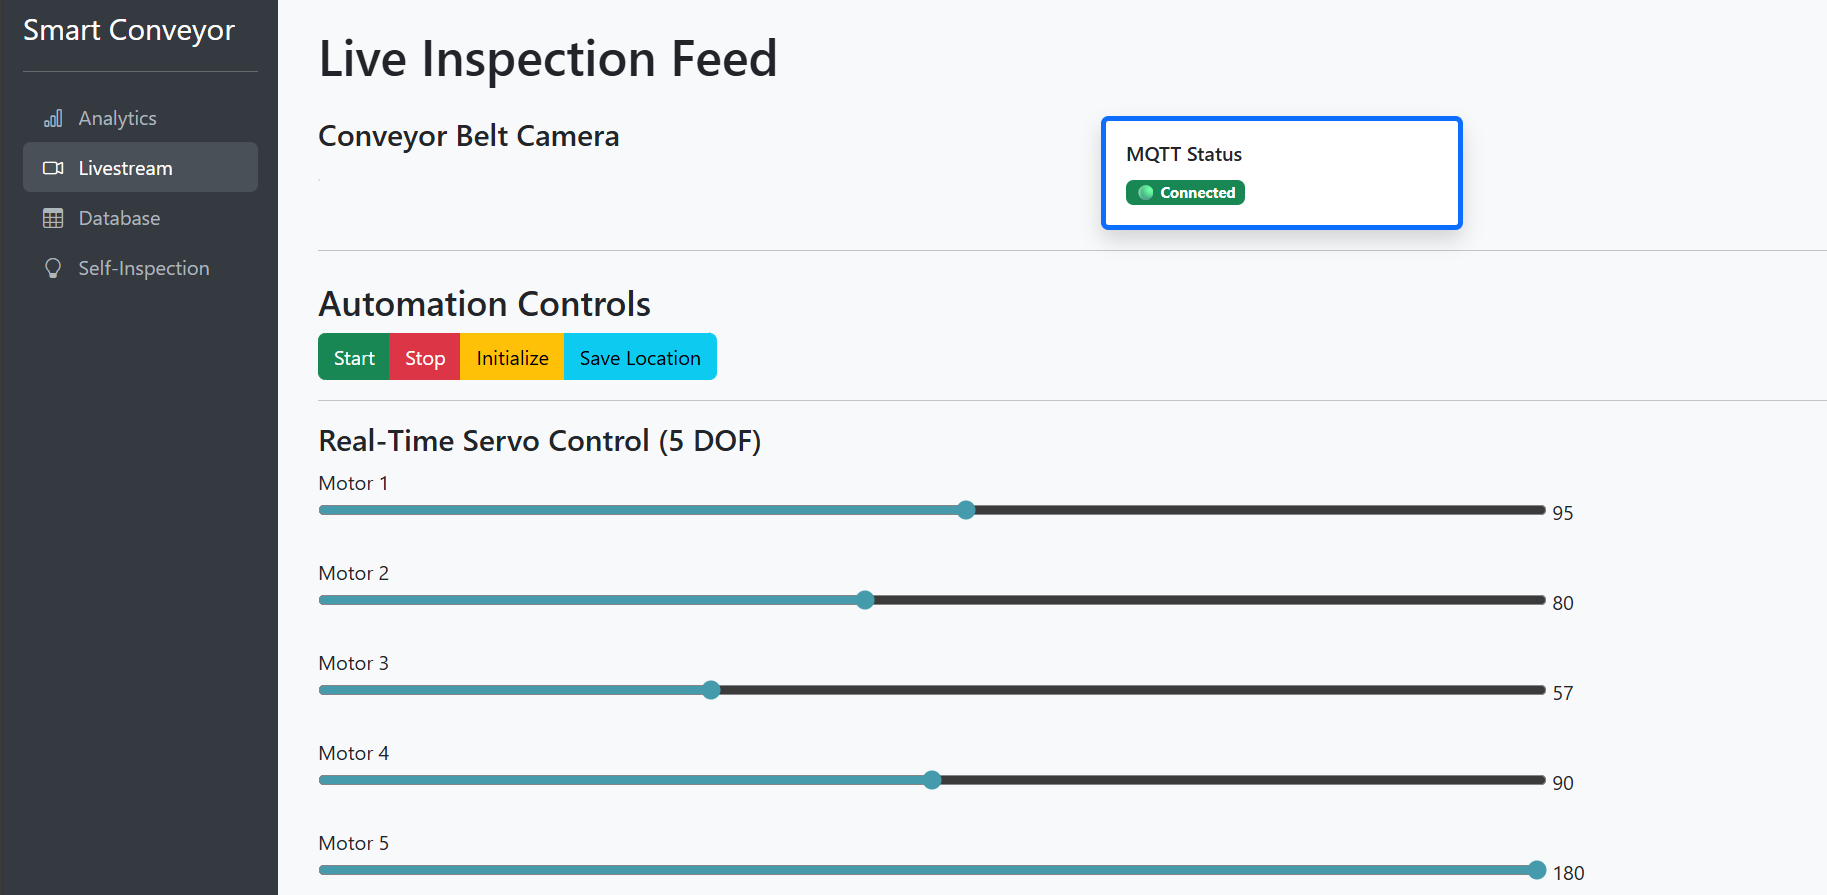 Smart Conveyor
Analytics
Livestream
Database
Self-Inspection
Live Inspection Feed
Conveyor Belt Camera
MQTT Status
Connected
Automation Controls
Start Stop Initialize Save Location
Real-Time Servo Control (5 DOF)
Motor 1
95
Motor 2
80
Motor 3
57
Motor 4
90
Motor 5
180